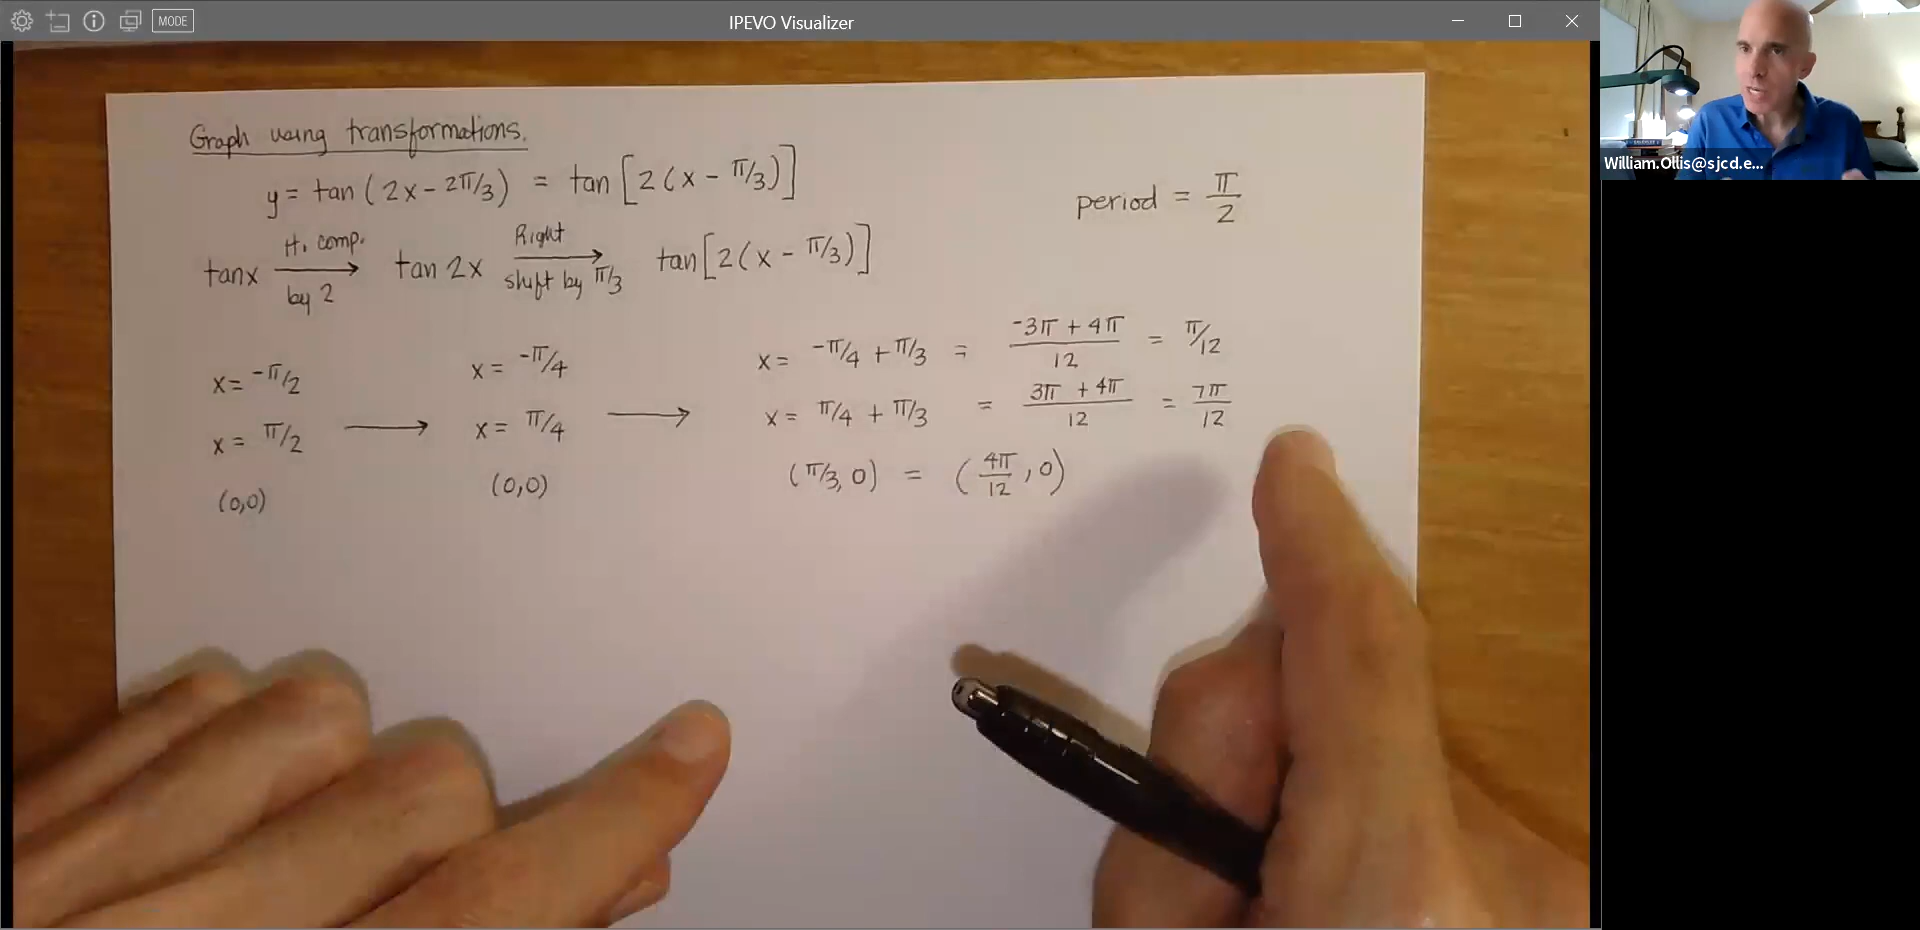 MODE
IPEVO Visualizer
William.Ollis@sjcd.e...
Graph using transformations.
y = tan (2x - 2π/3) = tan [2(x - π/3)]
period = π/2
tanx H. comp. by 2 → tan 2x Right shift by π/3 → tan[2(x - π/3)]
x = -π/2 x = -π/4 x = -π/4 + π/3 = (-3π + 4π)/12 = π/12
x = π/2 → x = π/4 → x = π/4 + π/3 = (3π + 4π)/12 = 7π/12
(0,0) (0,0) (π/3, 0) = (4π/12, 0)